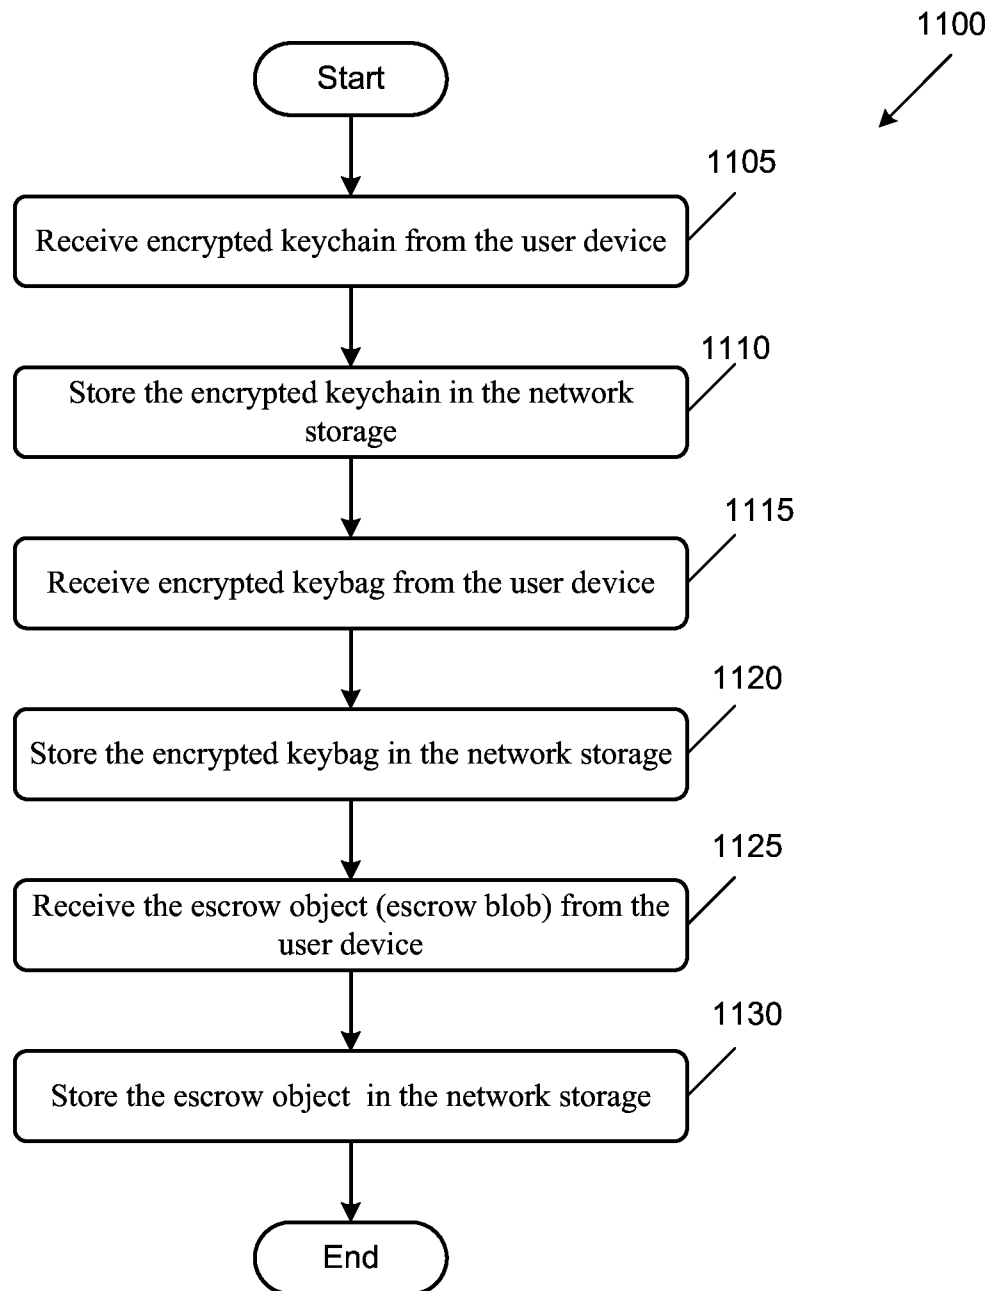 1100
Start
1105
Receive encrypted keychain from the user device
1110
Store the encrypted keychain in the network
storage
1115
Receive encrypted keybag from the user device
1120
Store the encrypted keybag in the network storage
1125
Receive the escrow object (escrow blob) from the
user device
1130
Store the escrow object in the network storage
End